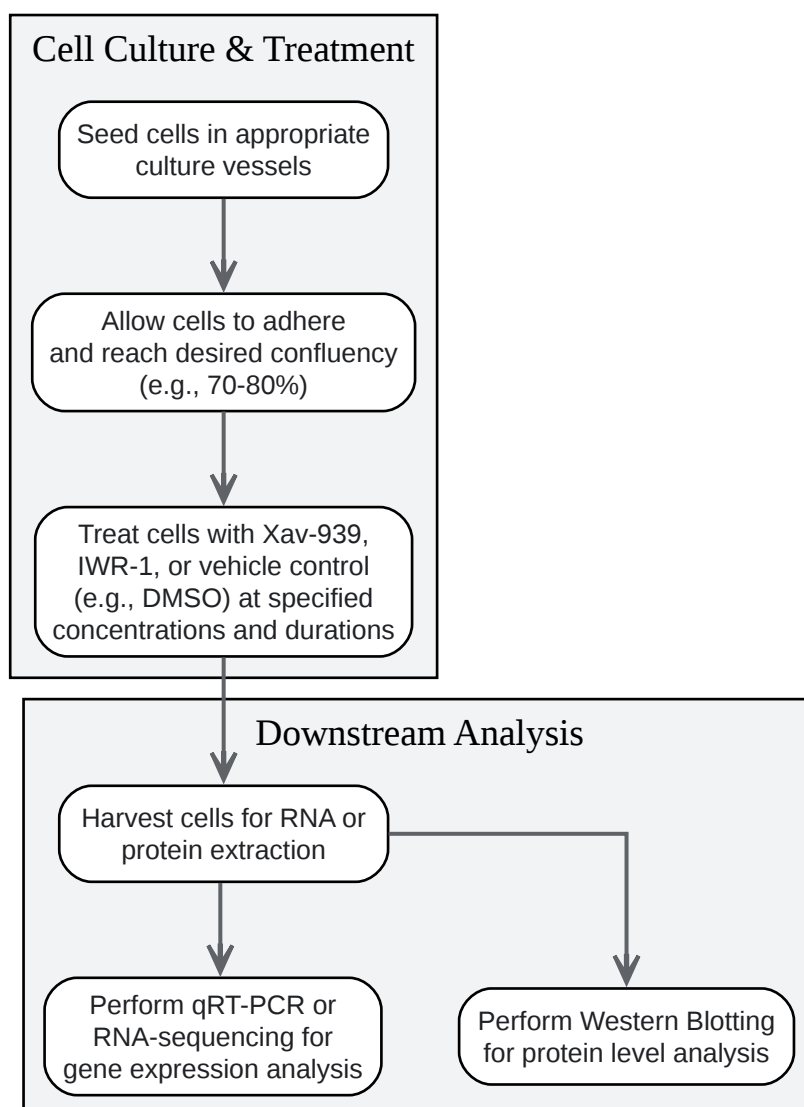 Cell Culture & Treatment
Seed cells in appropriate
culture vessels
Allow cells to adhere
and reach desired confluency
(e.g., 70-80%)
Treat cells with Xav-939,
IWR-1, or vehicle control
(e.g., DMSO) at specified
concentrations and durations
Downstream Analysis
Harvest cells for RNA or
protein extraction
Perform qRT-PCR or
RNA-sequencing for
gene expression analysis
Perform Western Blotting
for protein level analysis